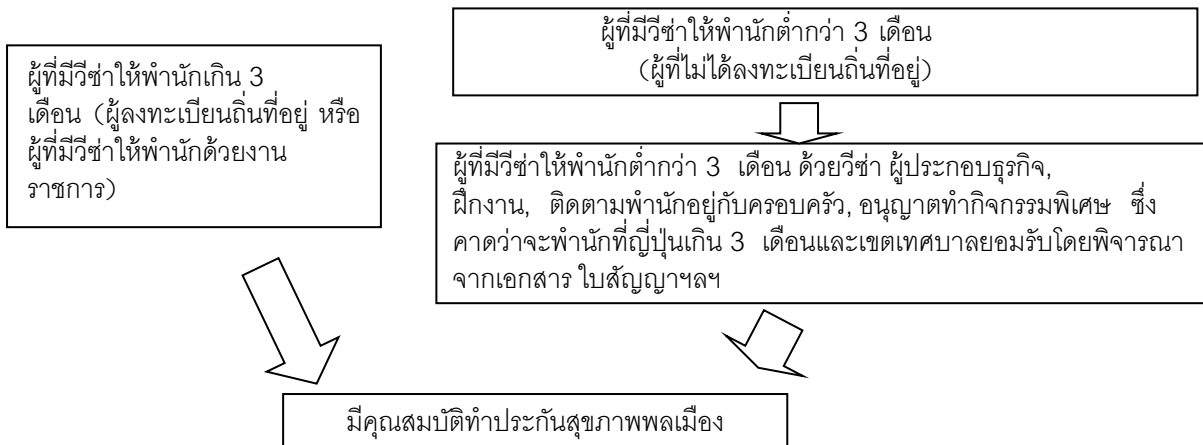 ผู้ที่มีวีซ่าให้พำนักเกิน 3
เดือน (ผู้ลงทะเบียนถิ่นที่อยู่ หรือ
ผู้ที่มีวีซ่าให้พำนักด้วยงาน
ราชการ)
ผู้ที่มีวีซ่าให้พำนักต่ำกว่า 3 เดือน
(ผู้ที่ไม่ได้ลงทะเบียนถิ่นที่อยู่)
ผู้ที่มีวีซ่าให้พำนักต่ำกว่า 3 เดือน ด้วยวีซ่า ผู้ประกอบธุรกิจ,
ฝึกงาน, ติดตามพำนักอยู่กับครอบครัว, อนุญาตทำกิจกรรมพิเศษ ซึ่ง
คาดว่าจะพำนักที่ญี่ปุ่นเกิน 3 เดือนและเขตเทศบาลยอมรับโดยพิจารณา
จากเอกสาร ใบสัญญาฯลฯ
มีคุณสมบัติทำประกันสุขภาพพลเมือง